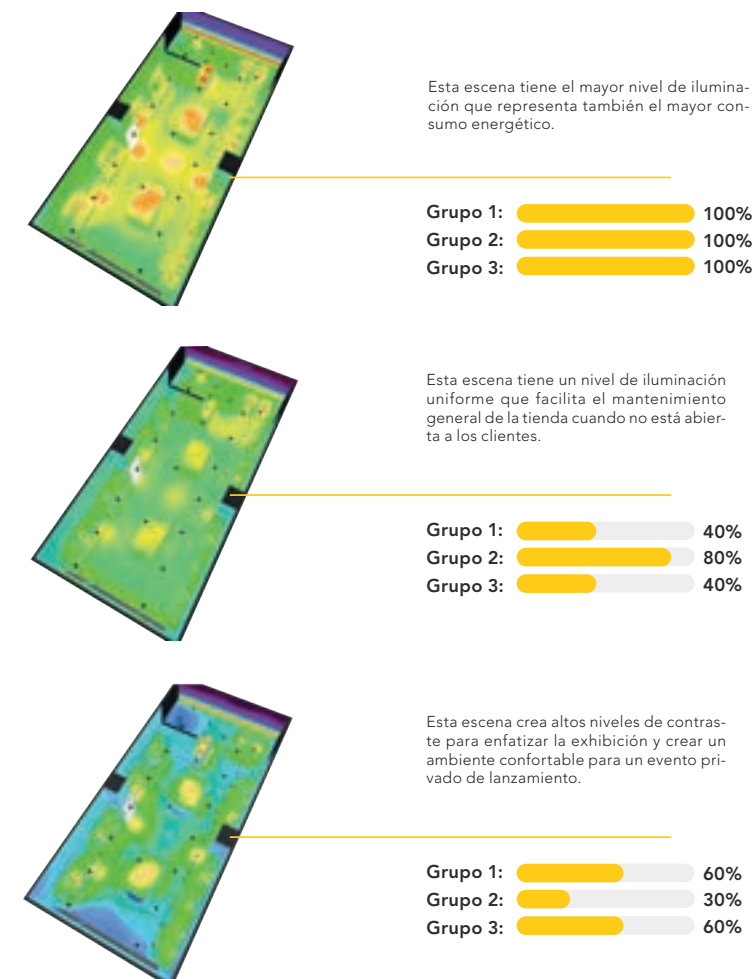 Esta escena tiene el mayor nivel de ilumina-
ción que representa también el mayor con-
sumo energético.
Grupo 1: 100%
Grupo 2: 100%
Grupo 3: 100%
Esta escena tiene un nivel de iluminación
uniforme que facilita el mantenimiento
general de la tienda cuando no está abier-
ta a los clientes.
Grupo 1: 40%
Grupo 2: 80%
Grupo 3: 40%
Esta escena crea altos niveles de contras-
te para enfatizar la exhibición y crear un
ambiente confortable para un evento pri-
vado de lanzamiento.
Grupo 1: 60%
Grupo 2: 30%
Grupo 3: 60%